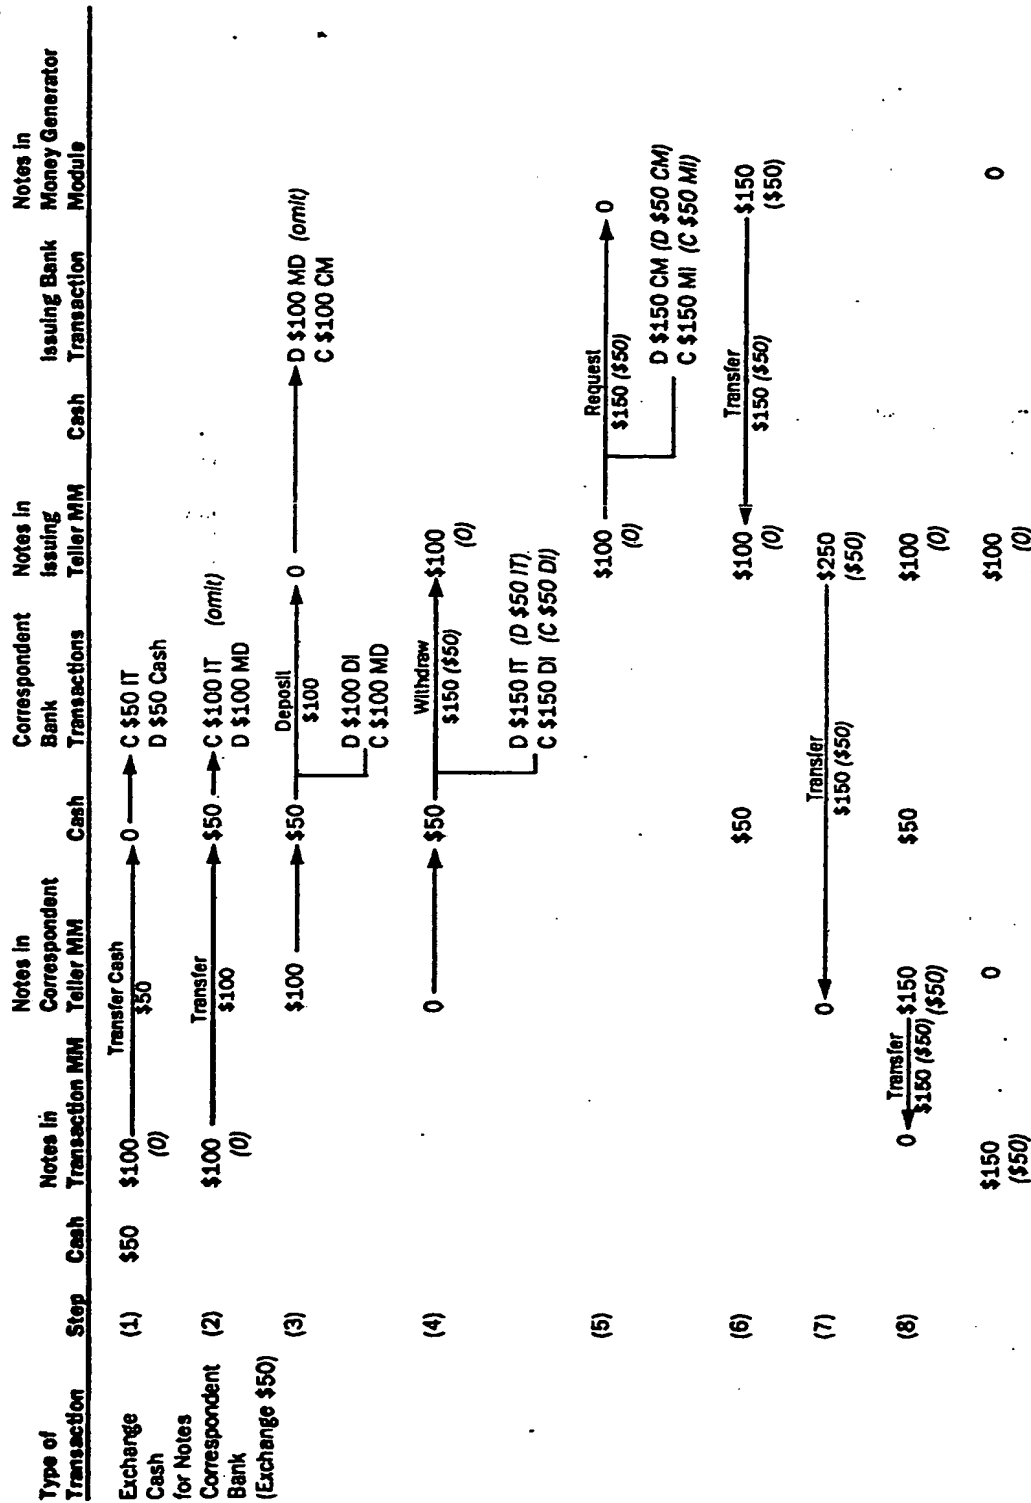 Type of Transaction Step Cash Notes in Transaction MM Notes in Correspondent Teller MM Cash Correspondent Bank Transactions Notes in Issuing Teller MM Cash Issuing Bank Transaction Notes in Money Generator Module
Exchange Cash for Notes Correspondent Bank (Exchange $50)
(1) $50 $100 Transfer Cash 0 C $50 IT
(0) $50 D $50 Cash
(2) $100 Transfer $50 C $100 IT (omit)
(0) $100 D $100 MD
(3) $100 $50 Deposit 0 D $100 MD (omit)
$100 C $100 CM
D $100 DI
C $100 MD
(4) 0 $50 Withdraw $100
$150 ($50) (0)
D $150 IT (D $50 IT)
C $150 DI (C $50 DI)
(5) $100 Request 0
(0) $150 ($50)
D $150 CM (D $50 CM)
C $150 MI (C $50 MI)
(6) $50 $100 Transfer $150
(0) $150 ($50) ($50)
(7) 0 Transfer $250
$150 ($50) ($50)
(8) 0 Transfer $150 $50 $100
$150 ($50) ($50) (0)
$150 0 $100 0
($50) (0)